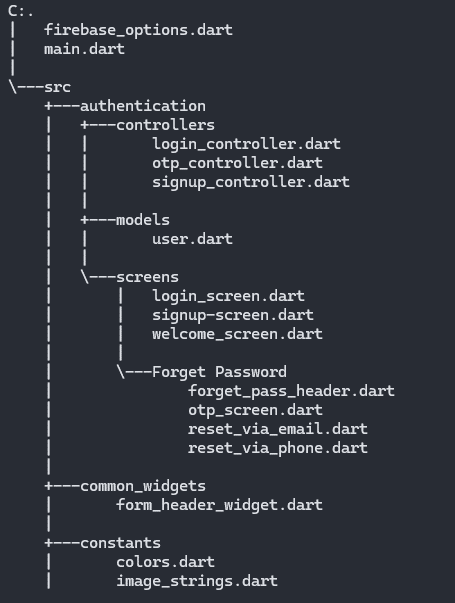 C:.
|   firebase_options.dart
|   main.dart
|
\---src
    +---authentication
    |   +---controllers
    |   |       login_controller.dart
    |   |       otp_controller.dart
    |   |       signup_controller.dart
    |   |
    |   +---models
    |   |       user.dart
    |   |
    |   \---screens
    |       |   login_screen.dart
    |       |   signup-screen.dart
    |       |   welcome_screen.dart
    |       |
    |       \---Forget Password
    |               forget_pass_header.dart
    |               otp_screen.dart
    |               reset_via_email.dart
    |               reset_via_phone.dart
    |
    +---common_widgets
    |       form_header_widget.dart
    |
    +---constants
    |       colors.dart
    |       image_strings.dart